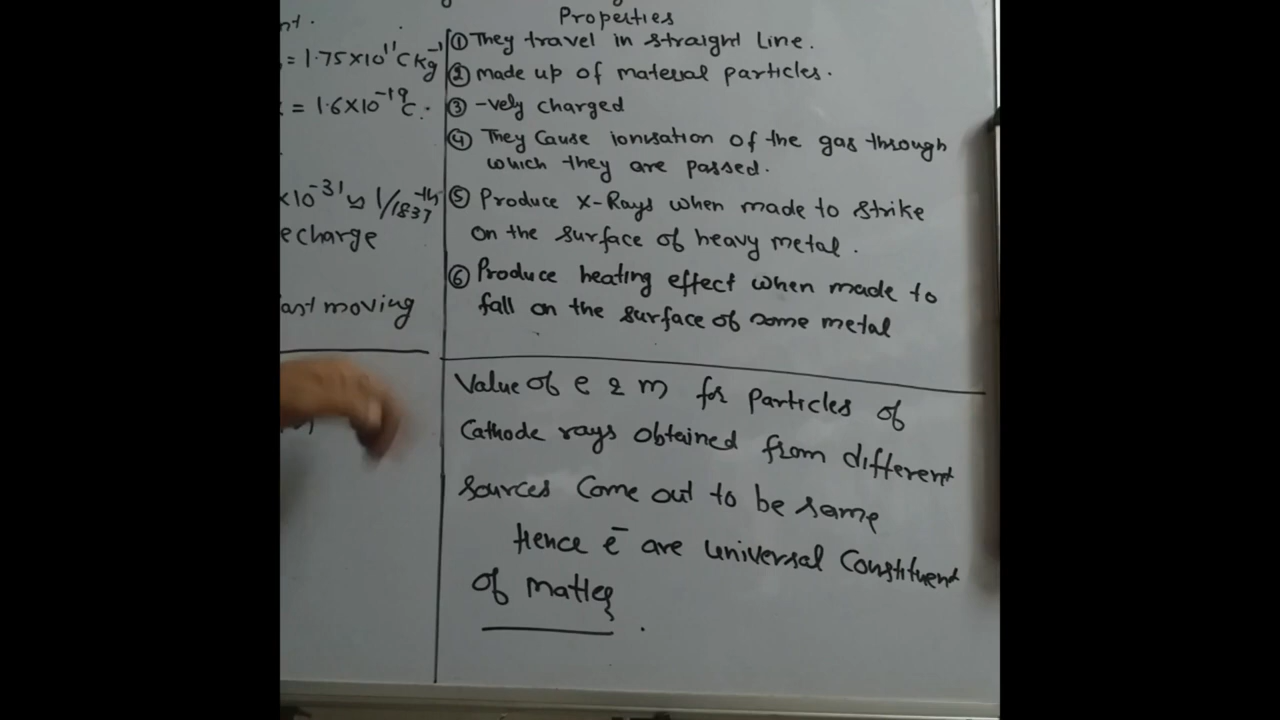 nt.
= 1.75×10¹¹ C kg⁻¹
= 1.6×10⁻¹⁹ C.
×10⁻³¹ ≈ 1/1837th
e charge
ast moving
Properties
① They travel in straight Line.
② made up of material particles.
③ -vely charged
④ They Cause ionisation of the gas through
which they are passed.
⑤ Produce X-Rays when made to strike
on the surface of heavy metal.
⑥ Produce heating effect when made to
fall on the surface of some metal
Value of e & m for particles of
Cathode rays obtained from different
sources Come out to be same
Hence e⁻ are universal Constituent
of matter